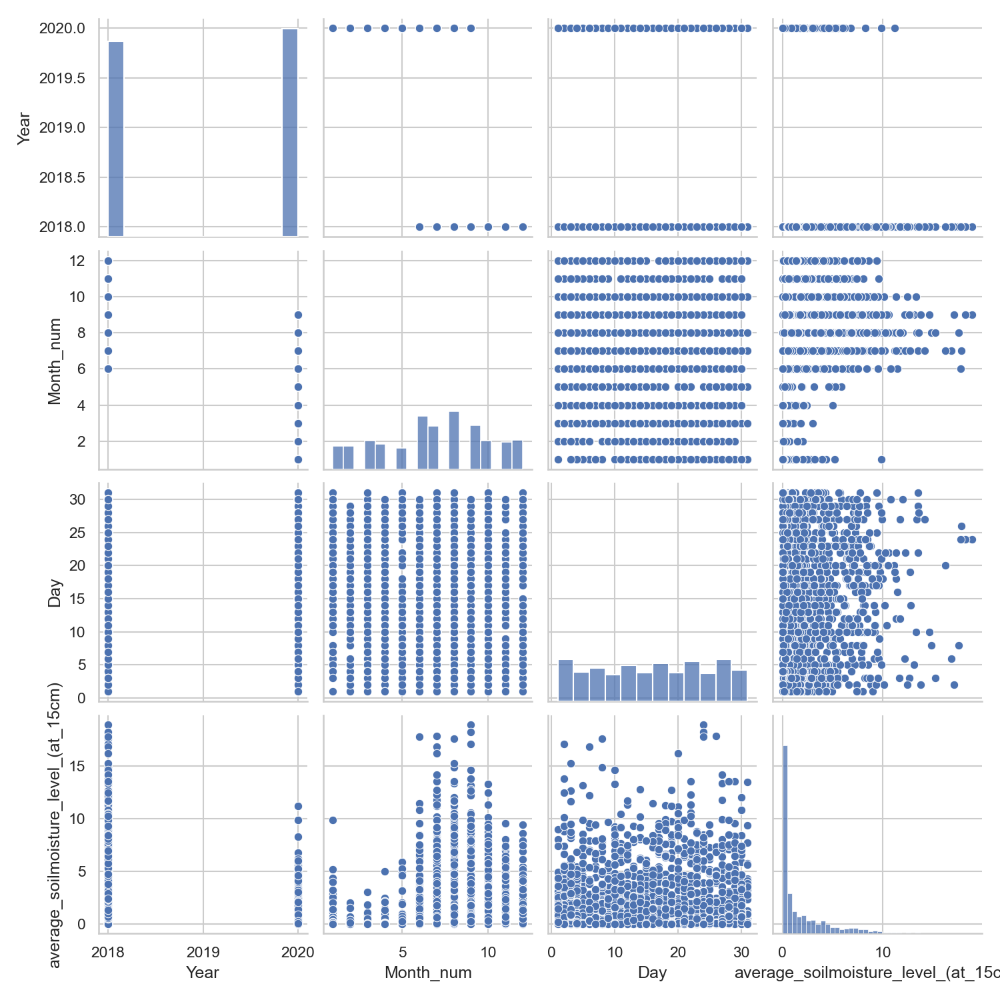 2020.0
2019.5
2019.0
2018.5
2018.0
Year
12
10
8
6
4
2
Month_num
30
25
20
15
10
5
0
Day
15
10
5
0
average_soilmoisture_level_(at_15cm)
2018 2019 2020
5 10
0 10 20 30
0 10
Year
Month_num
Day
average_soilmoisture_level_(at_15c